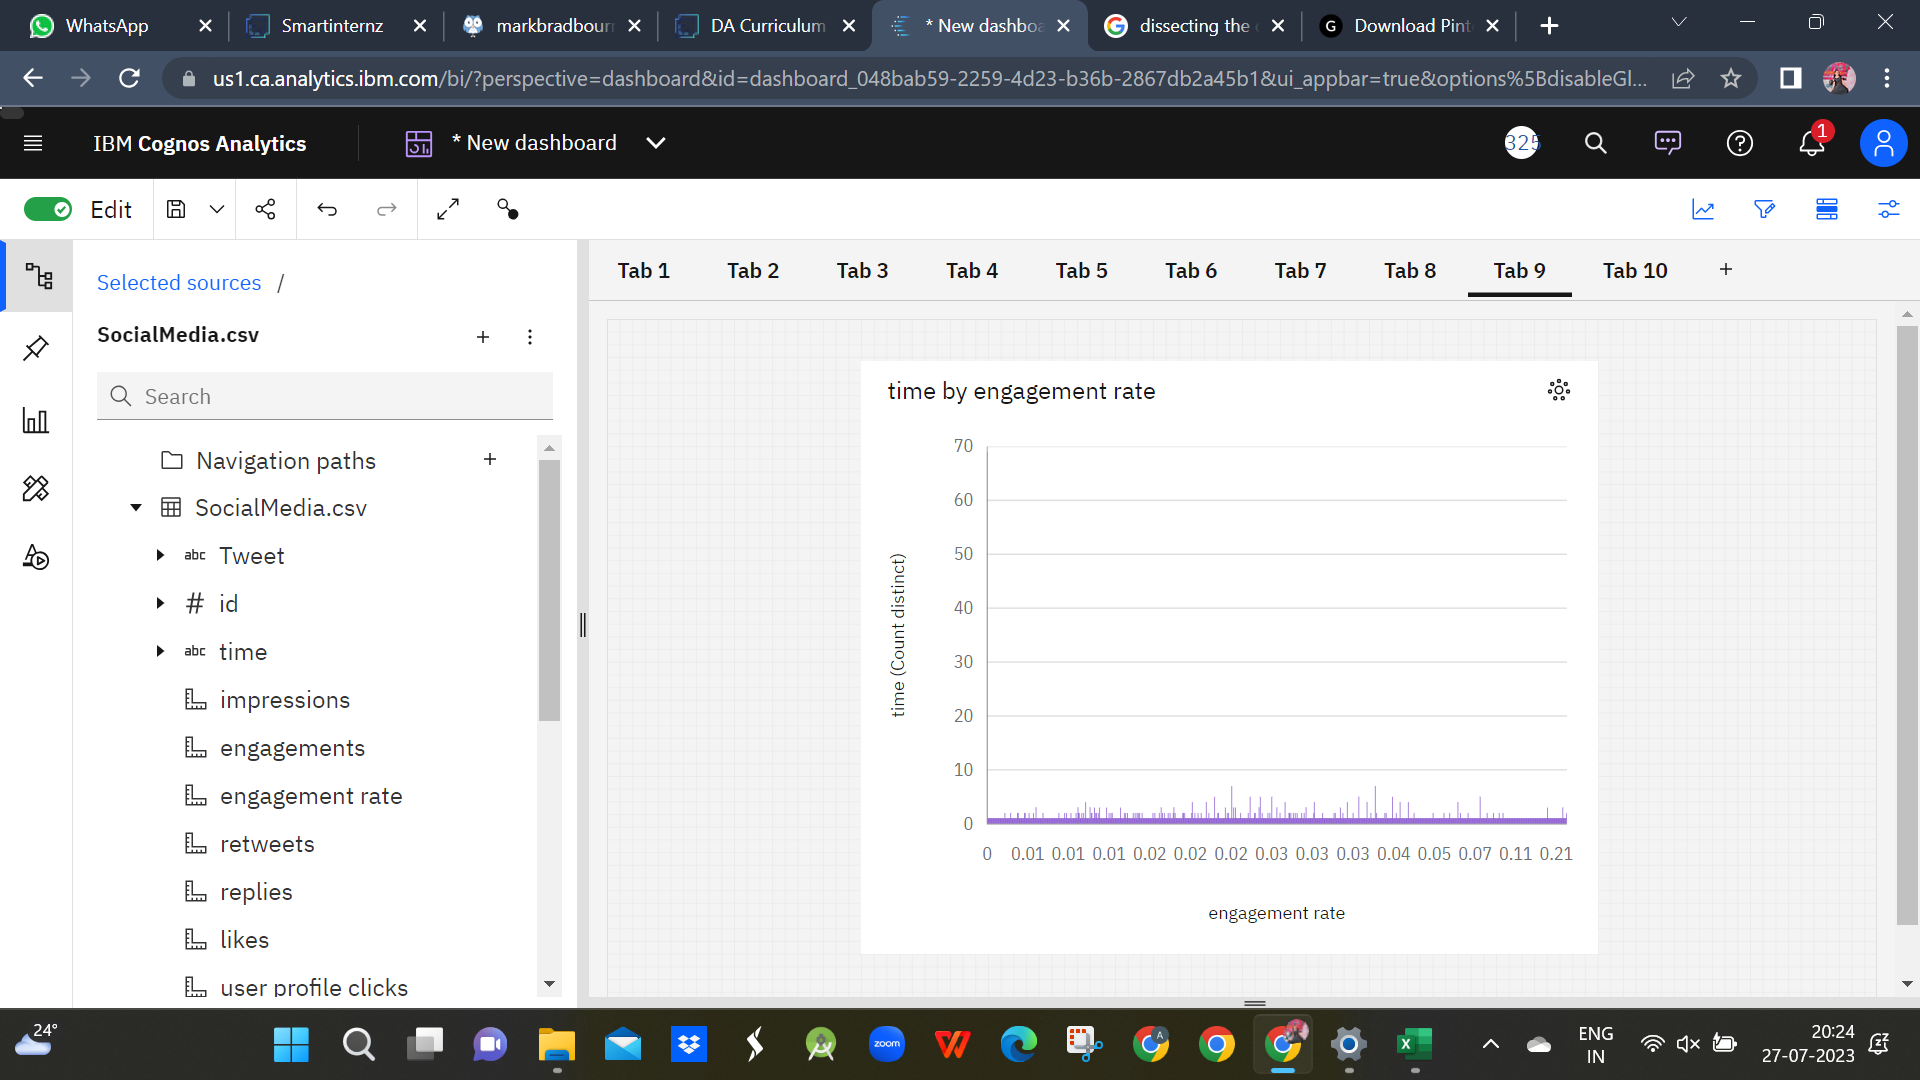 WhatsApp
Smartinternz
markbradbourn
DA Curriculum
* New dashboa
dissecting the
Download Pint
us1.ca.analytics.ibm.com/bi/?perspective=dashboard&id=dashboard_048bab59-2259-4d23-b36b-2867db2a45b1&ui_appbar=true&options%5BdisableGl...
IBM Cognos Analytics
* New dashboard
325
1
Edit
Selected sources /
Tab 1 Tab 2 Tab 3 Tab 4 Tab 5 Tab 6 Tab 7 Tab 8 Tab 9 Tab 10 +
SocialMedia.csv
Search
Navigation paths
SocialMedia.csv
abc Tweet
# id
abc time
impressions
engagements
engagement rate
retweets
replies
likes
user profile clicks
time by engagement rate
time (Count distinct)
70
60
50
40
30
20
10
0
0 0.01 0.01 0.01 0.02 0.02 0.02 0.03 0.03 0.03 0.04 0.05 0.07 0.11 0.21
engagement rate
24°
zoom
A
ENG
IN
20:24
27-07-2023